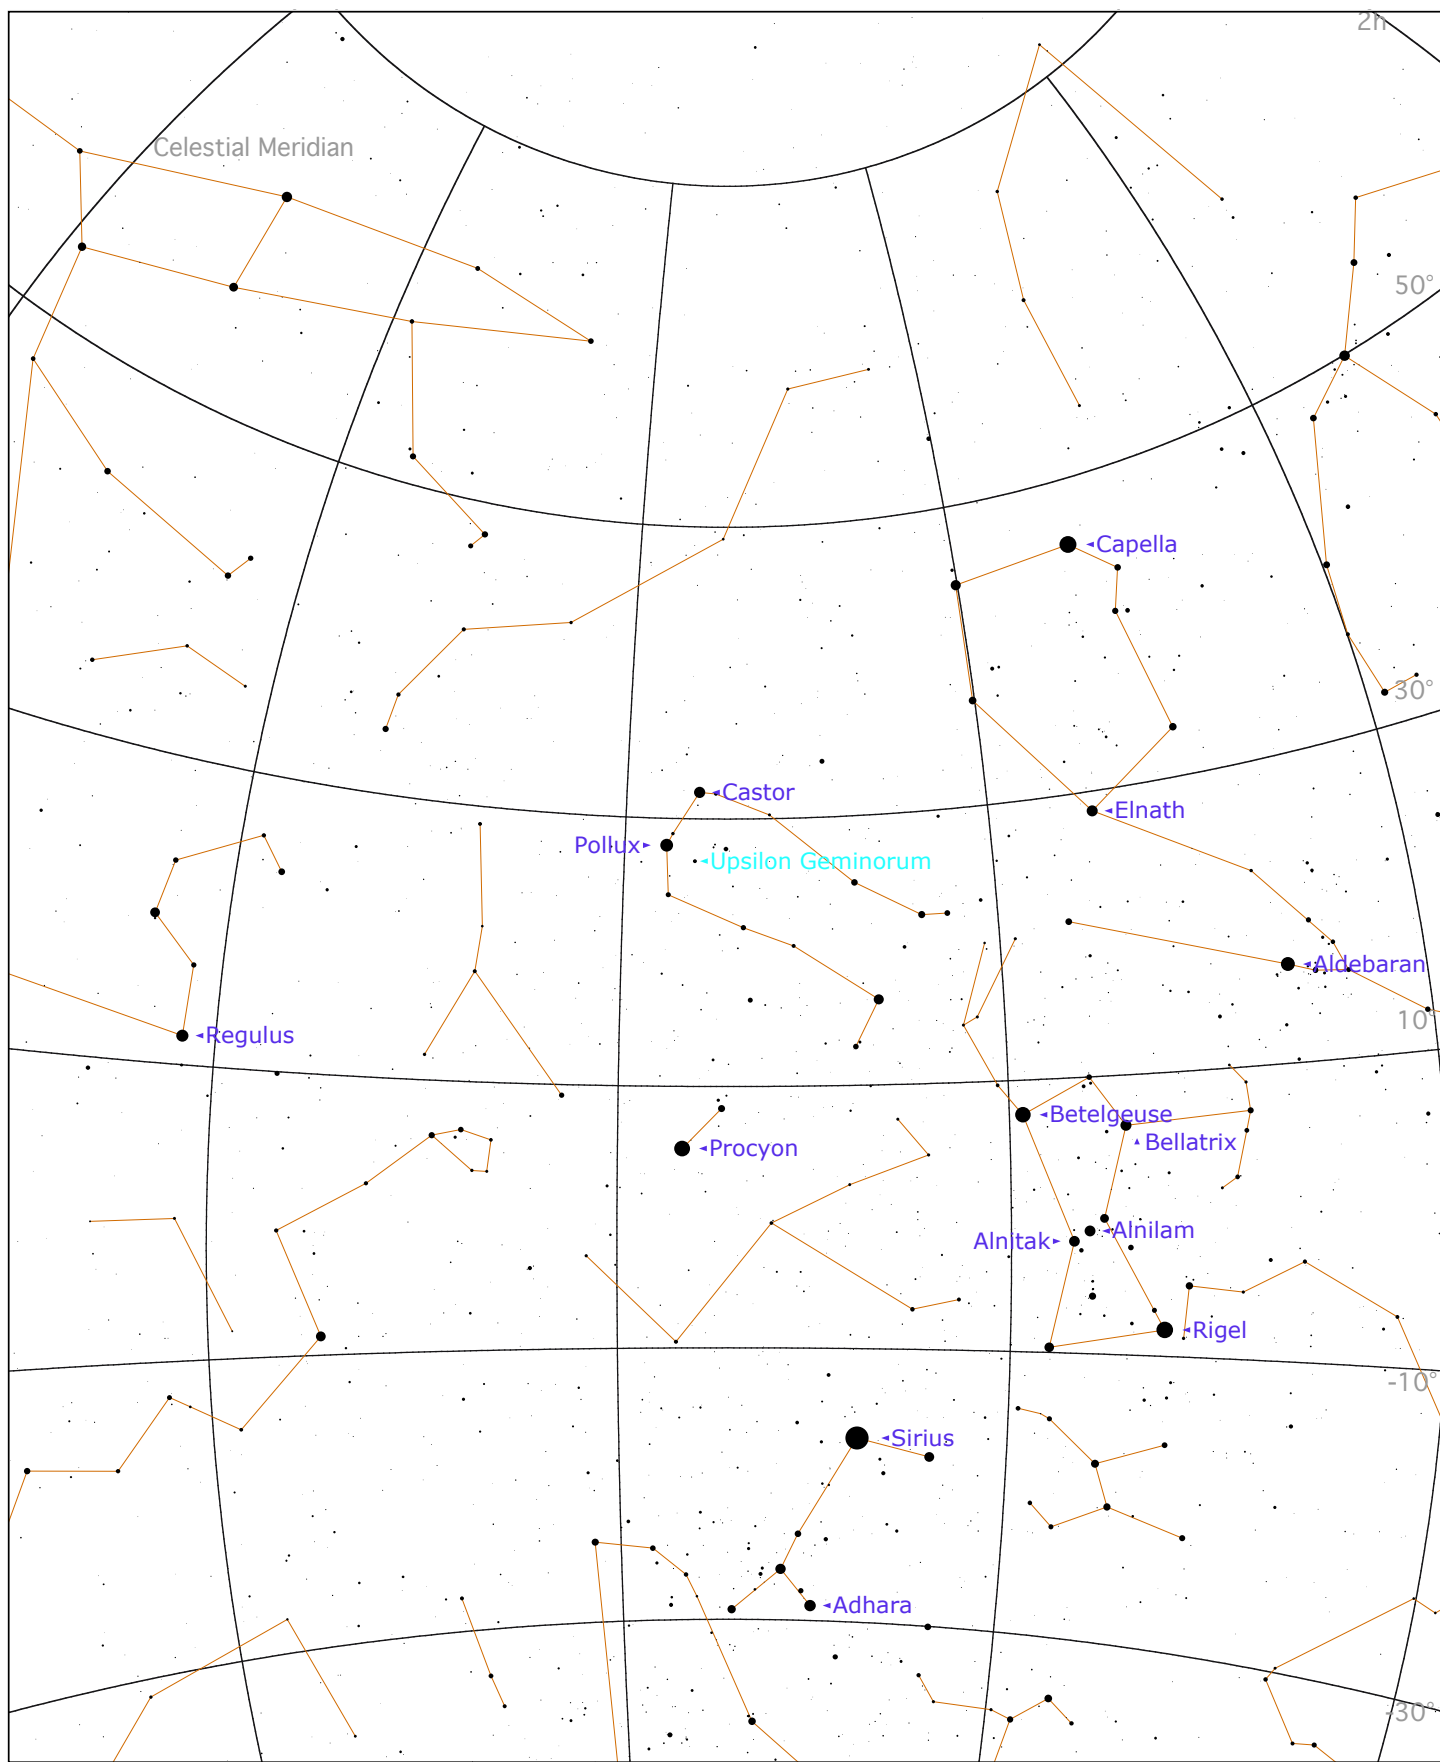 2h
Celestial Meridian
50°
Capella
30°
Castor
Elnath
Pollux
Upsilon Geminorum
Aldebaran
10°
Regulus
Betelgeuse
Bellatrix
Procyon
Alnilam
Alnitak
Rigel
-10°
Sirius
Adhara
-30°